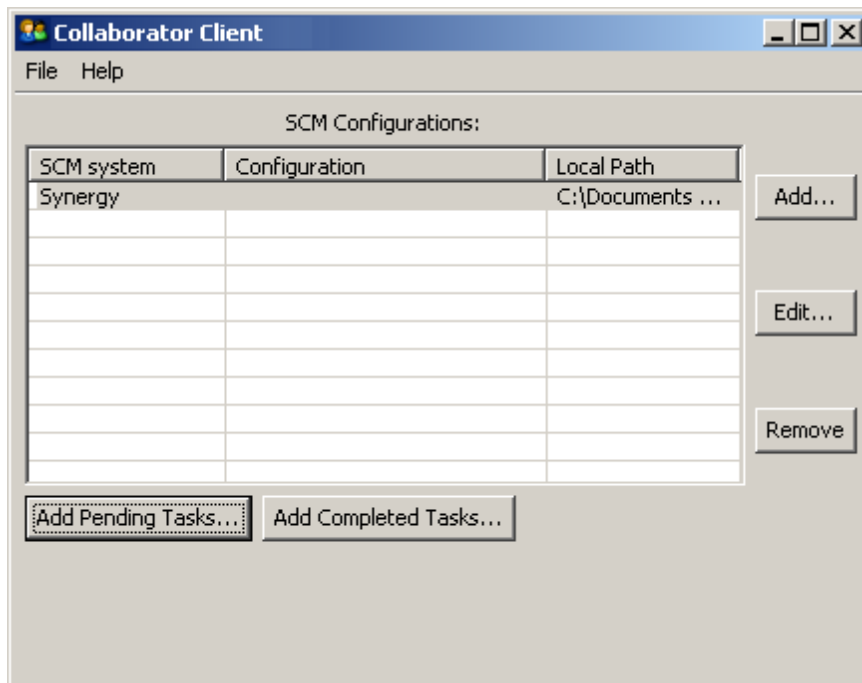 Collaborator Client
File Help
SCM Configurations:
SCM system Configuration Local Path
Synergy C:\Documents ...
Add...
Edit...
Remove
Add Pending Tasks... Add Completed Tasks...